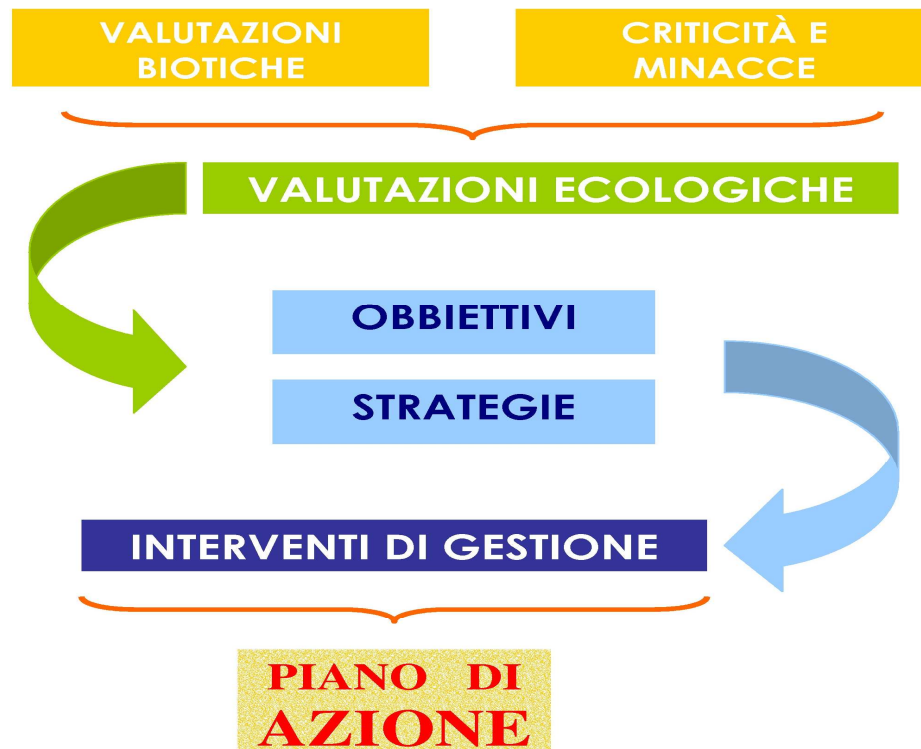 VALUTAZIONI
BIOTICHE
CRITICITÀ E
MINACCE
VALUTAZIONI ECOLOGICHE
OBBIETTIVI
STRATEGIE
INTERVENTI DI GESTIONE
PIANO DI
AZIONE